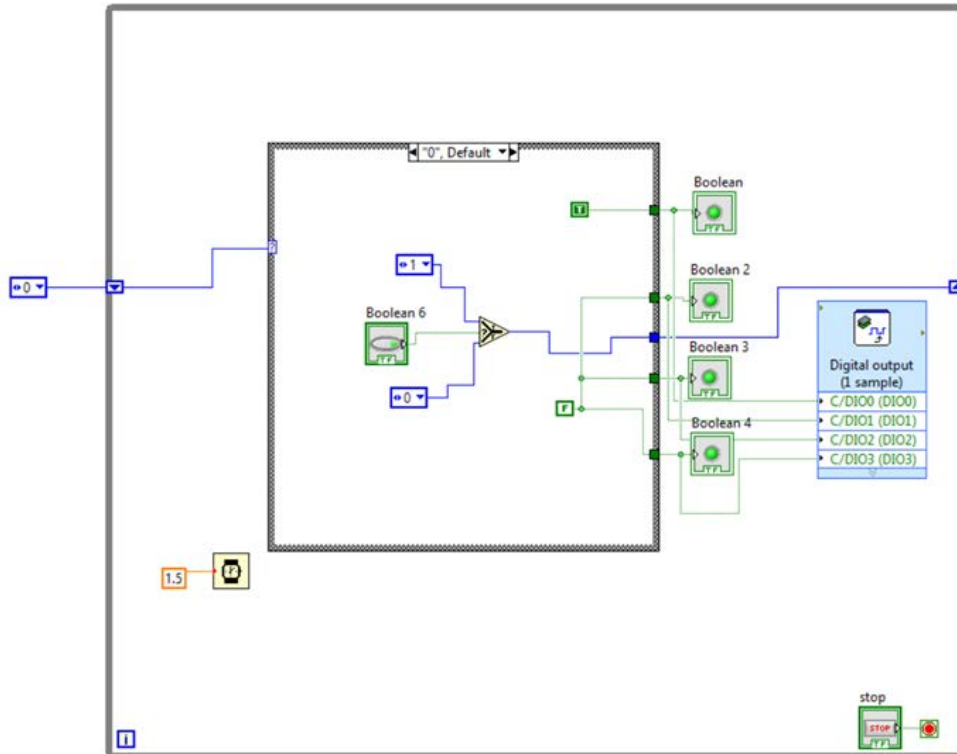 "0", Default
Boolean
T
?
1
0
Boolean 2
Boolean 6
?
T F
Boolean 3
Digital output
(1 sample)
0
F
C/DIO0 (DIO0)
C/DIO1 (DIO1)
Boolean 4
C/DIO2 (DIO2)
C/DIO3 (DIO3)
T F
1.5
stop
STOP
T F
i